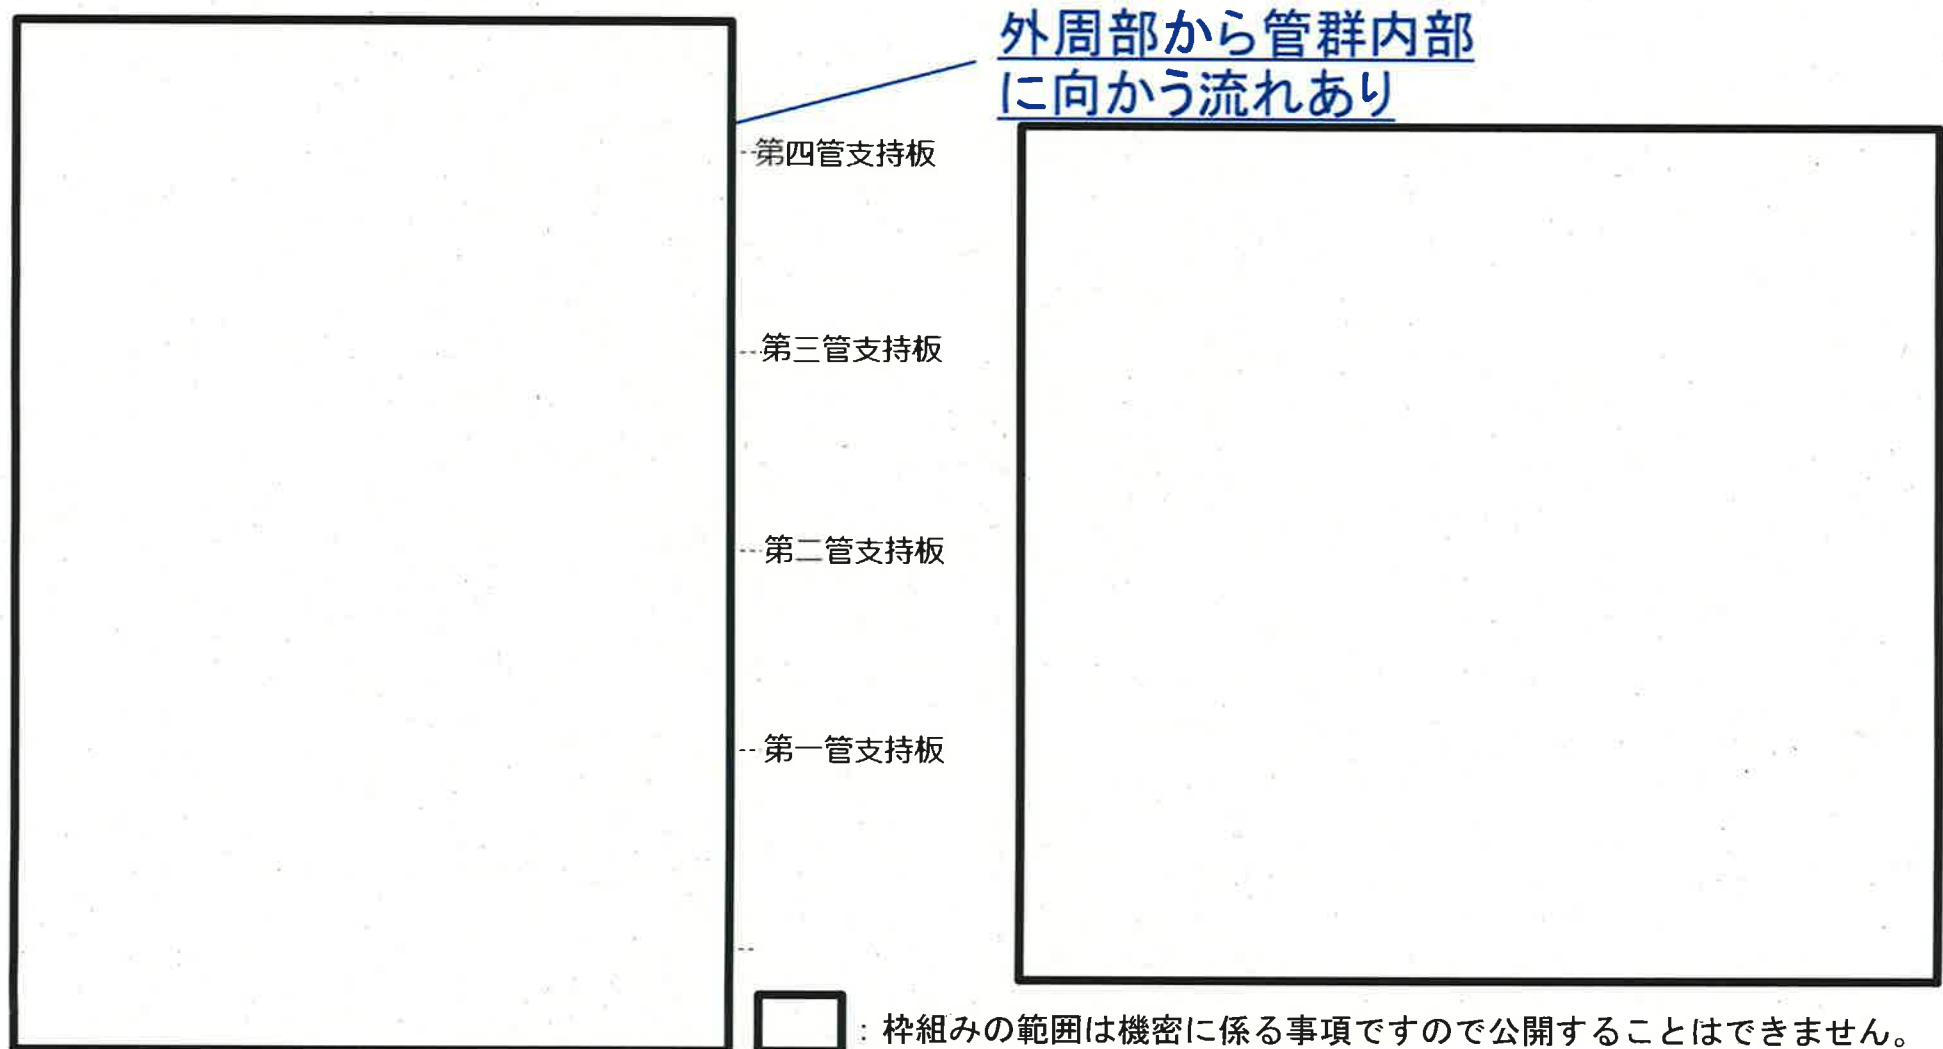 外周部から管群内部
に向かう流れあり
第四管支持板
第三管支持板
第二管支持板
第一管支持板
：枠組みの範囲は機密に係る事項ですので公開することはできません。